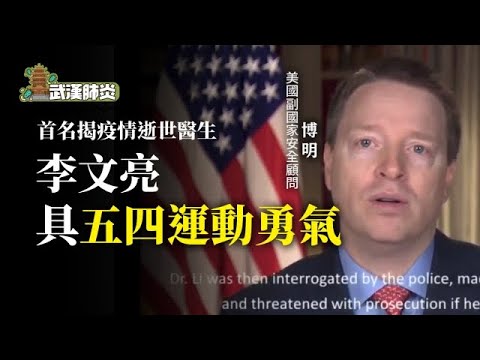 武漢肺炎
首名揭疫情逝世醫生
李文亮
具五四運動勇氣
美國副國家安全顧問
博明
Dr. Li was then interrogated by the police, mad
and threatened with prosecution if he